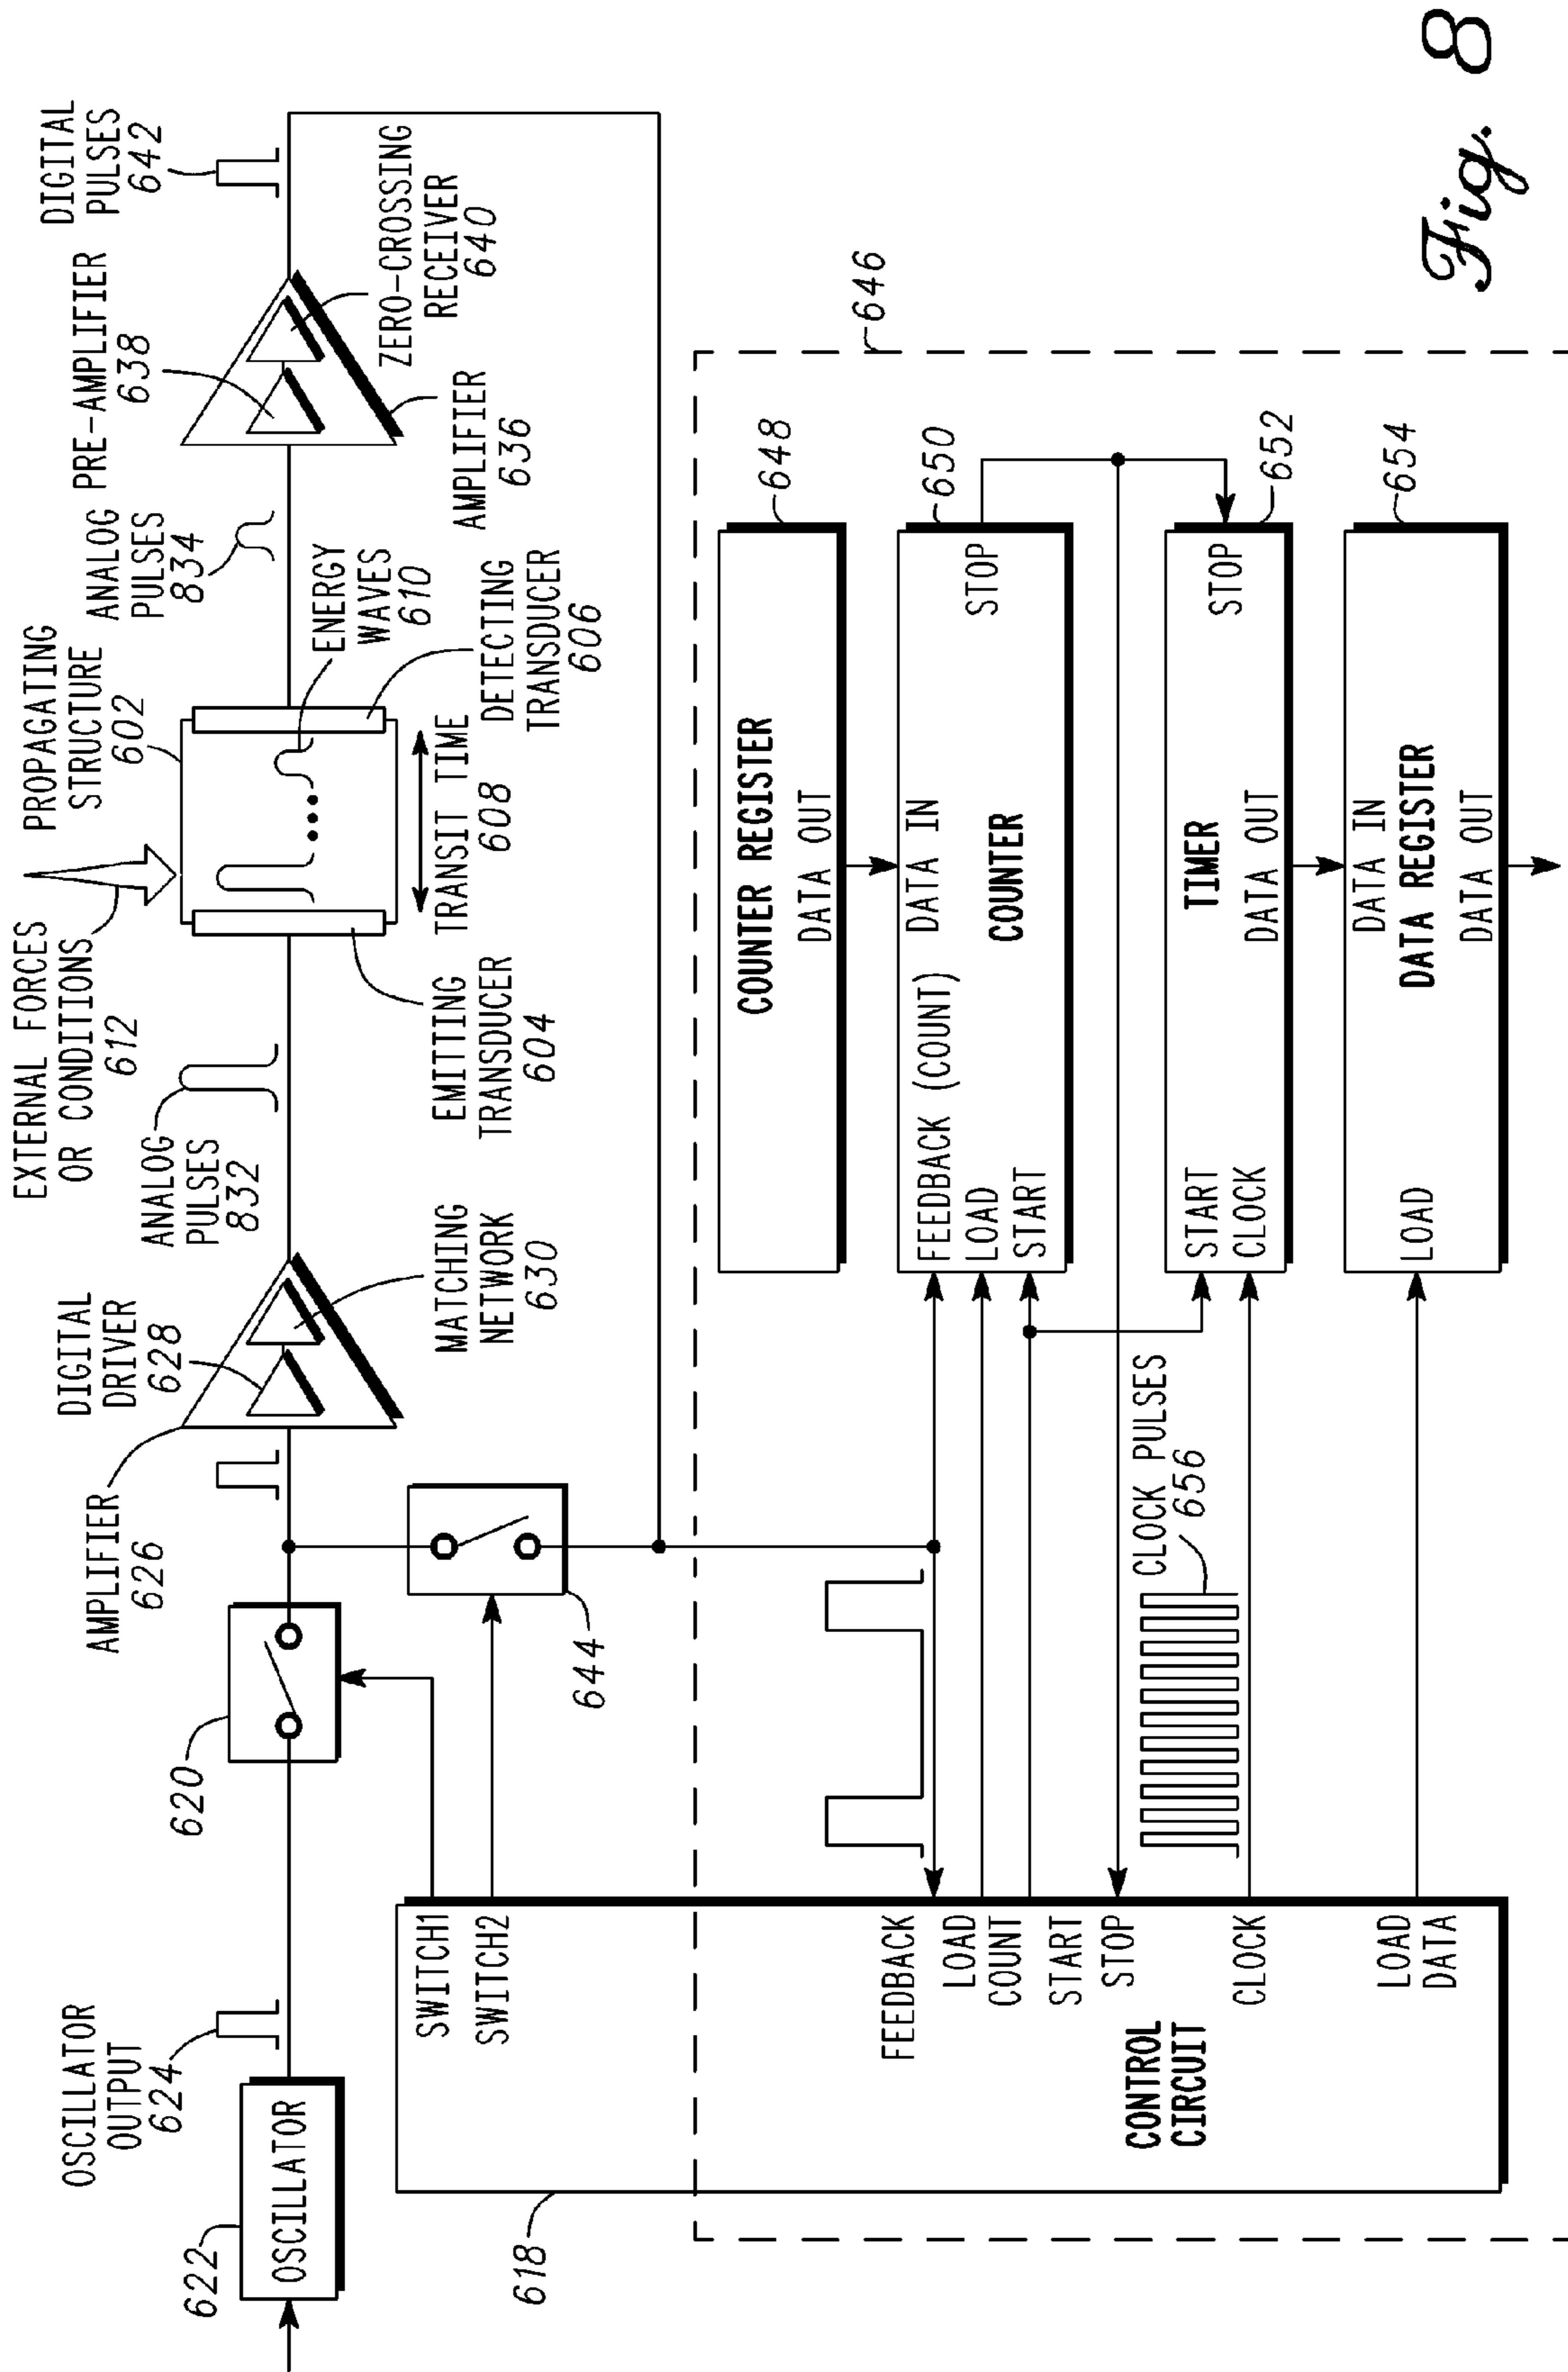 EXTERNAL FORCES
OR CONDITIONS
612
PROPAGATING
STRUCTURE
602
OSCILLATOR
OUTPUT
624
622
OSCILLATOR
620
AMPLIFIER
626
DIGITAL
DRIVER
628
MATCHING
NETWORK
630
ANALOG
PULSES
832
EMITTING
TRANSDUCER
604
TRANSIT TIME
608
ENERGY
WAVES
610
DETECTING
TRANSDUCER
606
ANALOG
PULSES
834
PRE-AMPLIFIER
638
AMPLIFIER
636
ZERO-CROSSING
RECEIVER
640
DIGITAL
PULSES
642
644
646
618
SWITCH1
SWITCH2
FEEDBACK
LOAD
COUNT
START
STOP
CLOCK
LOAD
DATA
CONTROL
CIRCUIT
CLOCK PULSES
656
COUNTER REGISTER
DATA OUT
648
FEEDBACK (COUNT)
LOAD
START
DATA IN
COUNTER
STOP
650
START
CLOCK
TIMER
DATA OUT
STOP
652
LOAD
DATA IN
DATA REGISTER
DATA OUT
654
Fig. 8